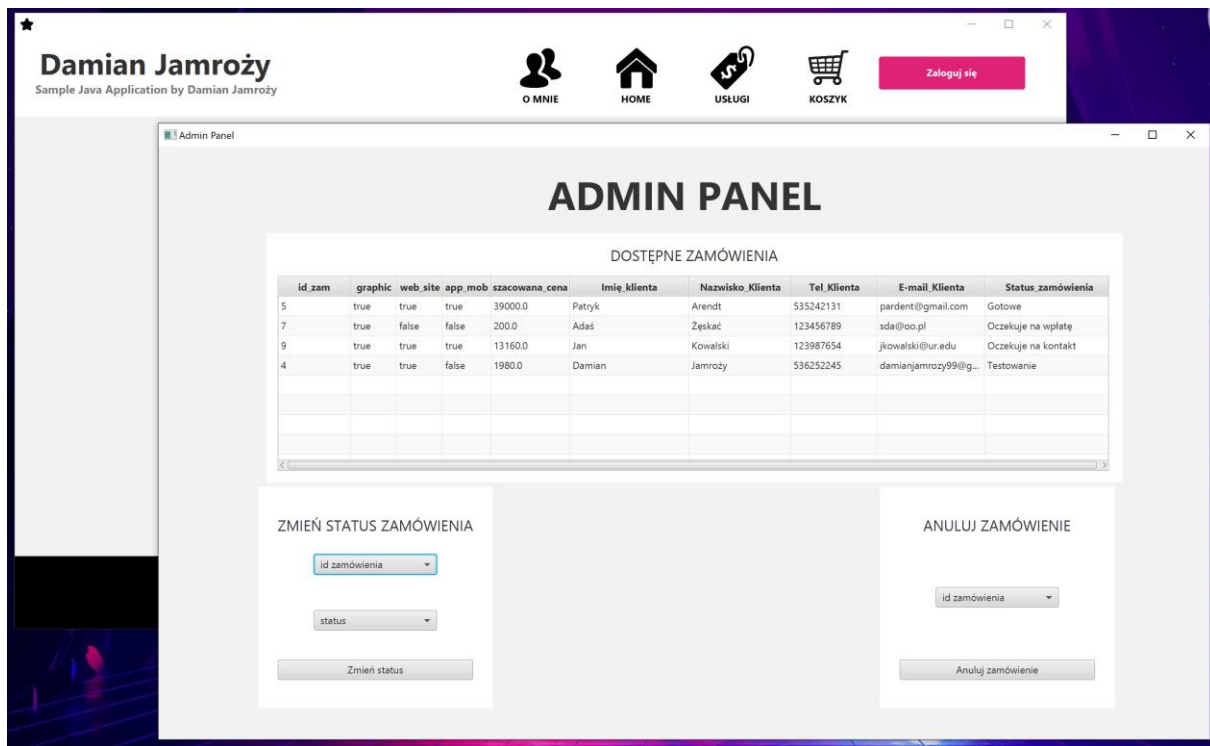 Damian Jamroży
Sample Java Application by Damian Jamroży
O MNIE HOME USŁUGI KOSZYK
Zaloguj się
Admin Panel
ADMIN PANEL
DOSTĘPNE ZAMÓWIENIA
id_zam graphic web_site app_mob szacowana_cena Imię_klienta Nazwisko_Klienta Tel_Klienta E-mail_Klienta Status_zamówienia
5 true true true 39000.0 Patryk Arendt 535242131 pardent@gmail.com Gotowe
7 true false false 200.0 Adaś Zęskać 123456789 sda@oo.pl Oczekuje na wpłatę
9 true true true 13160.0 Jan Kowalski 123987654 jkowalski@ur.edu Oczekuje na kontakt
4 true true false 1980.0 Damian Jamroży 536252245 damianjamrozy99@g... Testowanie
ZMIEŃ STATUS ZAMÓWIENIA
id zamówienia
status
Zmień status
ANULUJ ZAMÓWIENIE
id zamówienia
Anuluj zamówienie